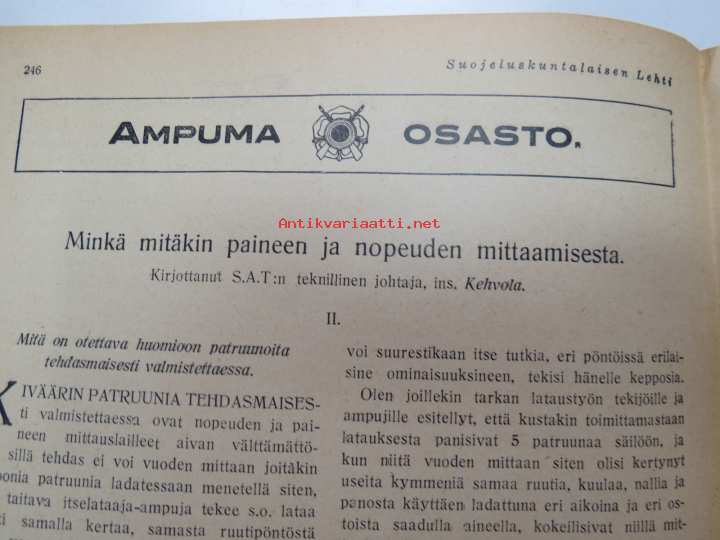 246
Suojeluskuntalaisen Lehti
AMPUMA OSASTO.
Antikvariaatti.net
Minkä mitäkin paineen ja nopeuden mittaamisesta.
Kirjottanut S.A.T:n teknillinen johtaja, ins. Kehvola.
II.
Mitä on otettava huomioon patruunoita
tehdasmaisesti valmistettaessa.
KIVÄÄRIN PATRUUNIA TEHDASMAISES-
ti valmistettaessa ovat nopeuden ja pai-
neen mittauslailleet aivan välttämättö-
sillä tehdas ei voi vuoden mittaan joitäkin
patruunia ladatessaan menetellä siten,
taitava itselataaja-ampuja tekee s.o. lataa
samalla kertaa, samasta ruutipöntöstä
voi suurestikaan itse tutkia, eri pöntöissä erilai-
sine ominaisuuksineen, tekisi hänelle kepposia.
Olen joillekin tarkan lataustyön tekijöille ja
ampujille esitellyt, että kustakin toimittamastaan
latauksesta panisivat 5 patruunaa säilöön, ja
kun niitä vuoden mittaan siten olisi kertynyt
useita kymmeniä samaa ruutia, kuulaa, nallia ja
panosta käyttäen ladattuna eri aikoina ja eri os-
toista saadulla aineella, kokeilisivat niillä mit-